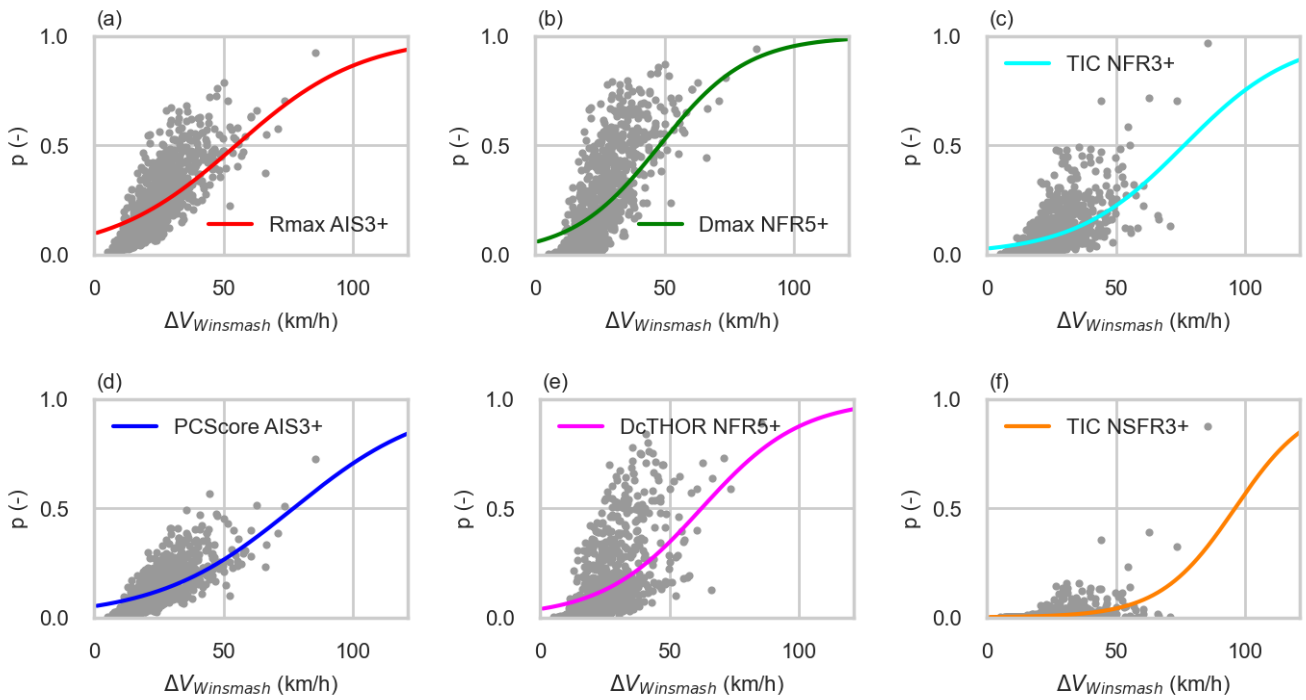 (a)
1.0
0.5
0.0
p (-)
Rmax AIS3+
0 50 100
ΔV_Winsmash (km/h)
(b)
1.0
0.5
0.0
p (-)
Dmax NFR5+
0 50 100
ΔV_Winsmash (km/h)
(c)
1.0
0.5
0.0
p (-)
TIC NFR3+
0 50 100
ΔV_Winsmash (km/h)
(d)
1.0
0.5
0.0
p (-)
PCScore AIS3+
0 50 100
ΔV_Winsmash (km/h)
(e)
1.0
0.5
0.0
p (-)
DcTHOR NFR5+
0 50 100
ΔV_Winsmash (km/h)
(f)
1.0
0.5
0.0
p (-)
TIC NSFR3+
0 50 100
ΔV_Winsmash (km/h)